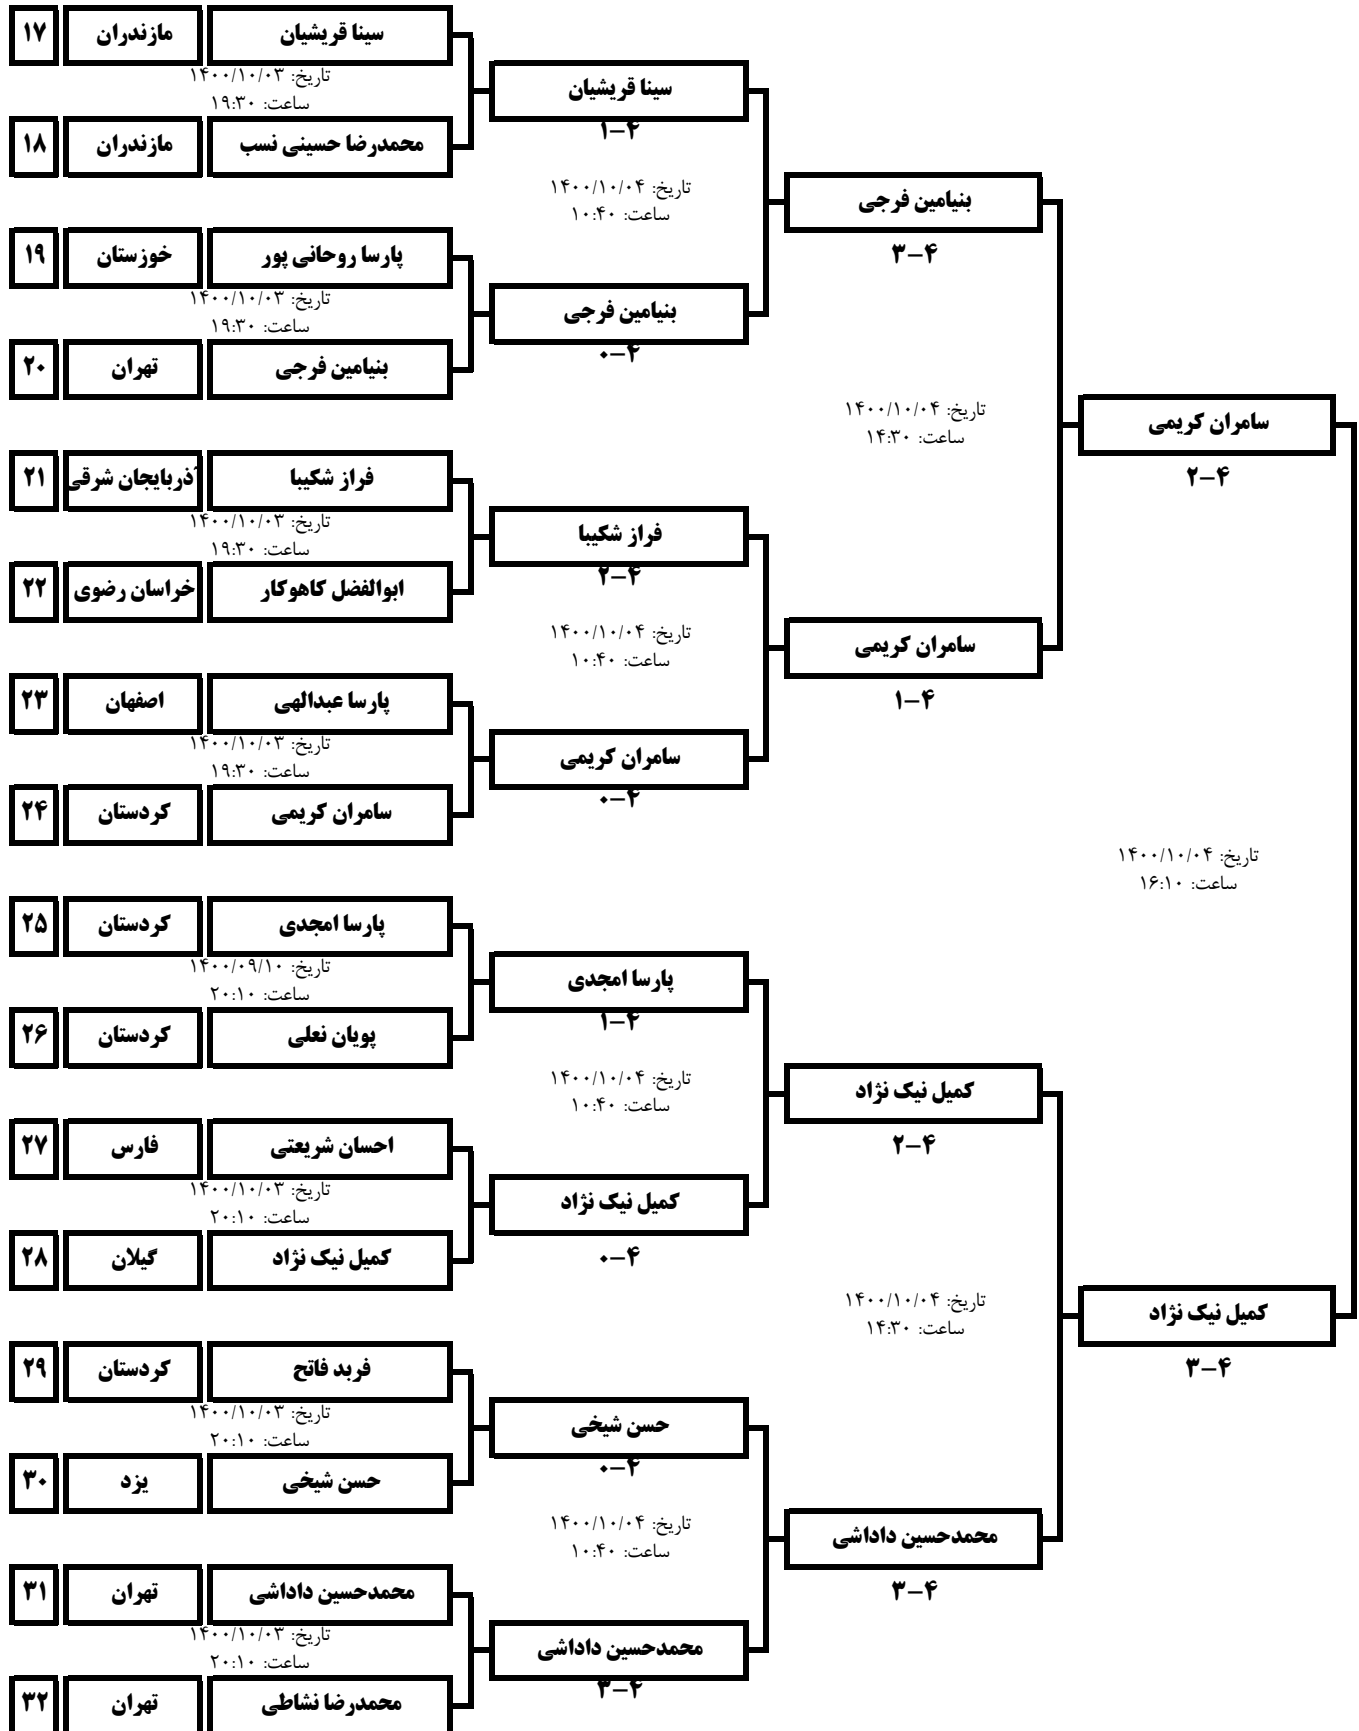 ۱۷ مازندران سینا قریشیان
تاریخ: ۱۴۰۰/۱۰/۰۳
ساعت: ۱۹:۳۰
سینا قریشیان
۱-۴
۱۸ مازندران محمدرضا حسینی نسب
تاریخ: ۱۴۰۰/۱۰/۰۴
ساعت: ۱۰:۴۰
بنیامین فرجی
۳-۴
۱۹ خوزستان پارسا روحانی پور
تاریخ: ۱۴۰۰/۱۰/۰۳
ساعت: ۱۹:۳۰
بنیامین فرجی
۰-۴
۲۰ تهران بنیامین فرجی
تاریخ: ۱۴۰۰/۱۰/۰۴
ساعت: ۱۴:۳۰
سامران کریمی
۲-۴
۲۱ آذربایجان شرقی فراز شکیبا
تاریخ: ۱۴۰۰/۱۰/۰۳
ساعت: ۱۹:۳۰
فراز شکیبا
۲-۴
۲۲ خراسان رضوی ابوالفضل کاهوکار
تاریخ: ۱۴۰۰/۱۰/۰۴
ساعت: ۱۰:۴۰
سامران کریمی
۱-۴
۲۳ اصفهان پارسا عبدالهی
تاریخ: ۱۴۰۰/۱۰/۰۳
ساعت: ۱۹:۳۰
سامران کریمی
۰-۴
۲۴ کردستان سامران کریمی
تاریخ: ۱۴۰۰/۱۰/۰۴
ساعت: ۱۶:۱۰
۲۵ کردستان پارسا امجدی
تاریخ: ۱۴۰۰/۰۹/۱۰
ساعت: ۲۰:۱۰
پارسا امجدی
۱-۴
۲۶ کردستان پویان نعلی
تاریخ: ۱۴۰۰/۱۰/۰۴
ساعت: ۱۰:۴۰
کمیل نیک نژاد
۲-۴
۲۷ فارس احسان شریعتی
تاریخ: ۱۴۰۰/۱۰/۰۳
ساعت: ۲۰:۱۰
کمیل نیک نژاد
۰-۴
۲۸ گیلان کمیل نیک نژاد
تاریخ: ۱۴۰۰/۱۰/۰۴
ساعت: ۱۴:۳۰
کمیل نیک نژاد
۳-۴
۲۹ کردستان فربد فاتح
تاریخ: ۱۴۰۰/۱۰/۰۳
ساعت: ۲۰:۱۰
حسن شیخی
۰-۴
۳۰ یزد حسن شیخی
تاریخ: ۱۴۰۰/۱۰/۰۴
ساعت: ۱۰:۴۰
محمدحسین داداشی
۳-۴
۳۱ تهران محمدحسین داداشی
تاریخ: ۱۴۰۰/۱۰/۰۳
ساعت: ۲۰:۱۰
محمدحسین داداشی
۳-۴
۳۲ تهران محمدرضا نشاطی